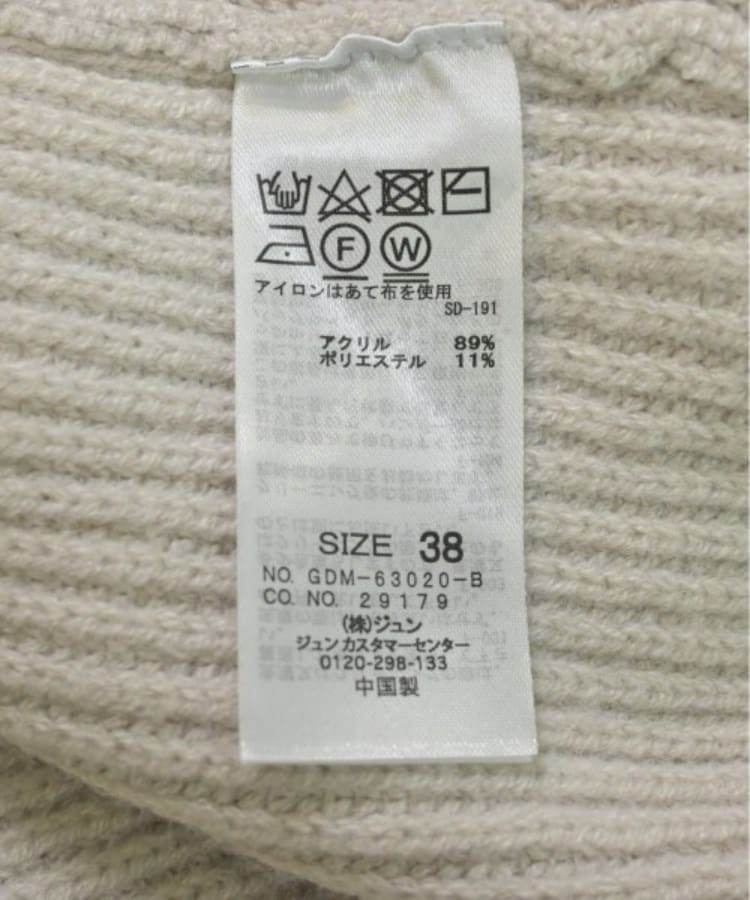 F W
アイロンはあて布を使用
SD-191
アクリル 89%
ポリエステル 11%
SIZE 38
NO. GDM-63020-B
CO. NO. 29179
(株)ジュン
ジュン カスタマーセンター
0120-298-133
中国製